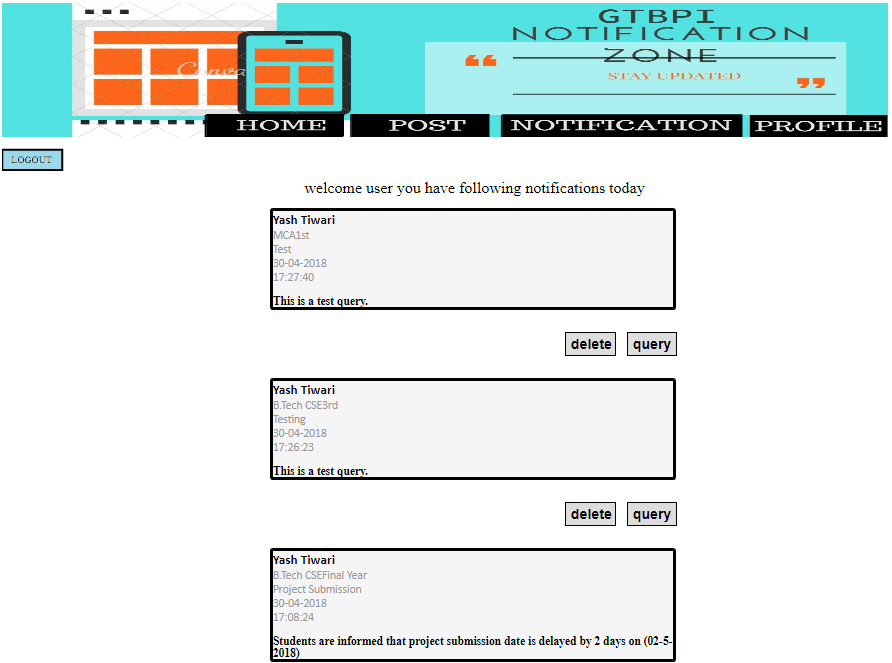 GTBPI
NOTIFICATION
ZONE
STAY UPDATED
Canva
HOME POST NOTIFICATION PROFILE
LOGOUT
welcome user you have following notifications today
Yash Tiwari
MCA1st
Test
30-04-2018
17:27:40
This is a test query.
delete query
Yash Tiwari
B.Tech CSE3rd
Testing
30-04-2018
17:26:23
This is a test query.
delete query
Yash Tiwari
B.Tech CSEFinal Year
Project Submission
30-04-2018
17:08:24
Students are informed that project submission date is delayed by 2 days on (02-5-
2018)